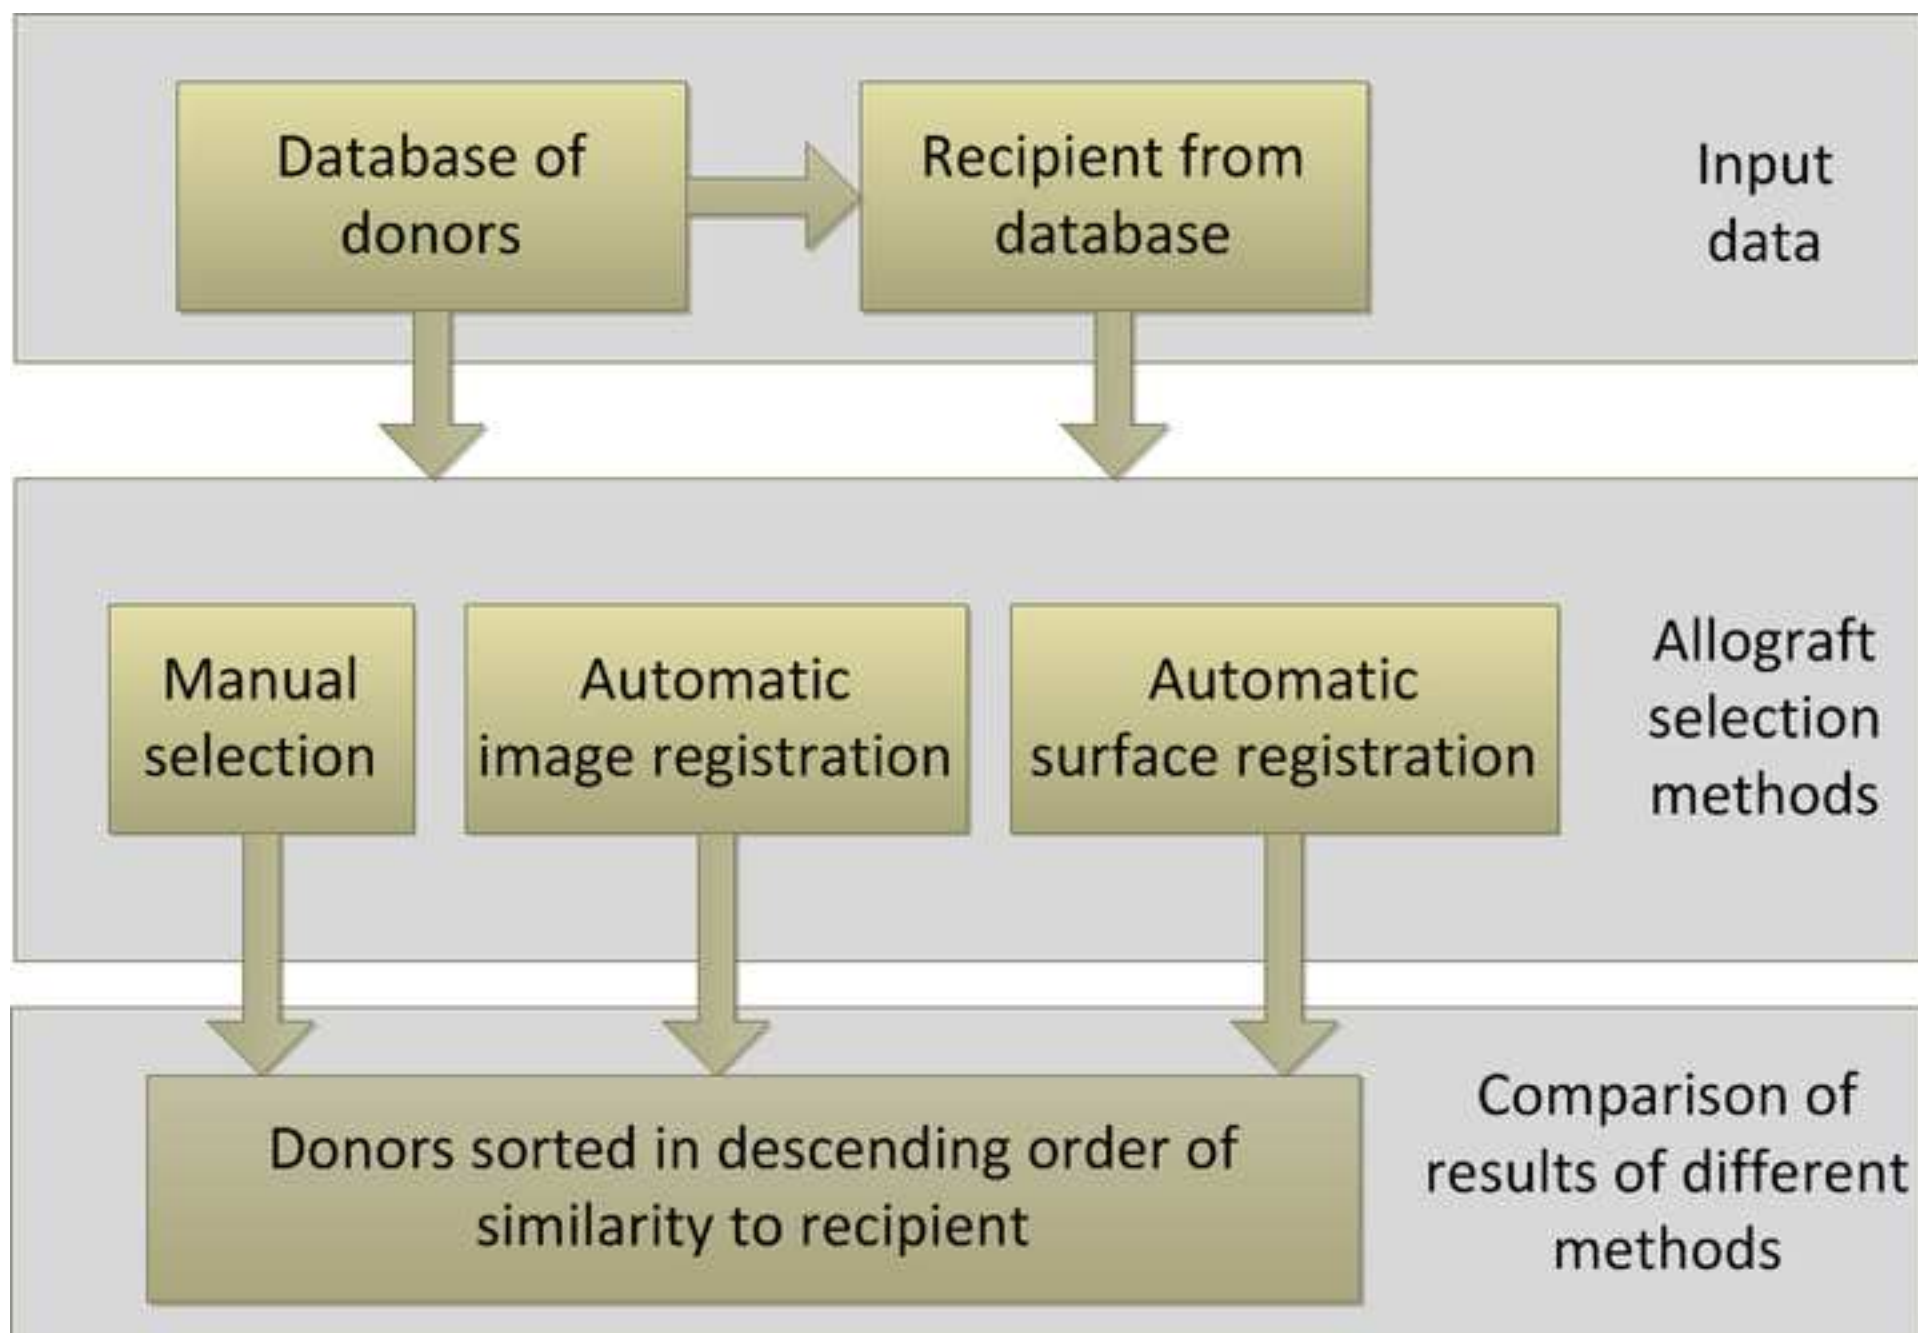 Database of
donors
Recipient from
database
Input
data
Manual
selection
Automatic
image registration
Automatic
surface registration
Allograft
selection
methods
Donors sorted in descending order of
similarity to recipient
Comparison of
results of different
methods